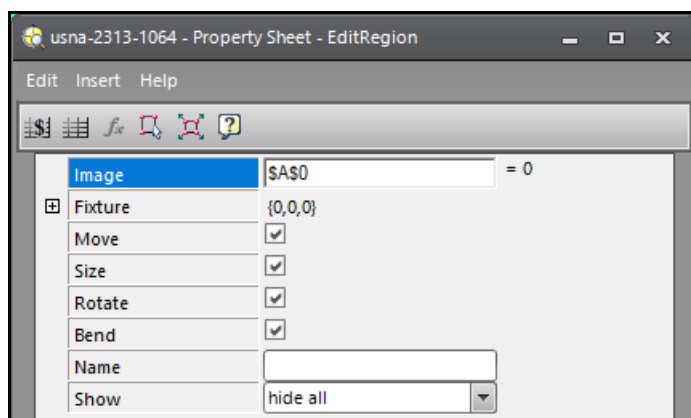 usna-2313-1064 - Property Sheet - EditRegion
Edit Insert Help
$ fx ?
Image $A$0 = 0
Fixture {0,0,0}
Move
Size
Rotate
Bend
Name
Show hide all